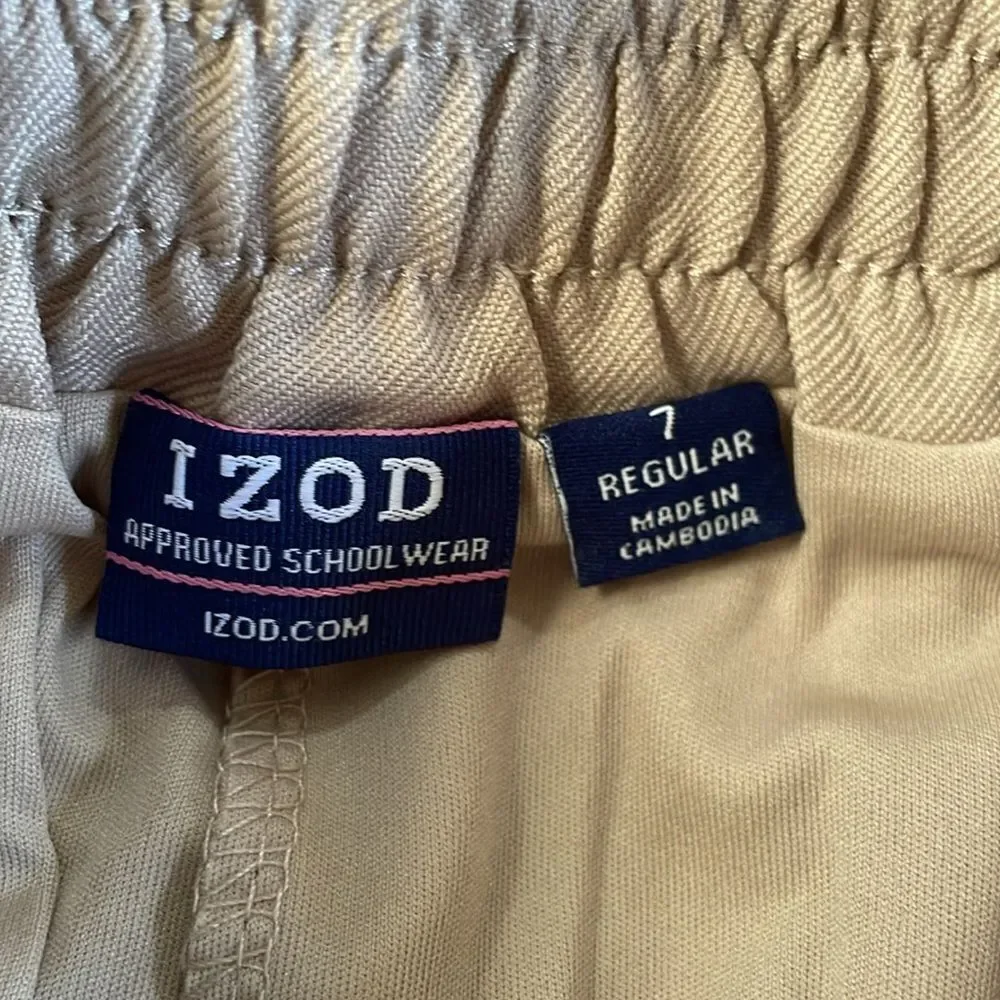 IZOD
APPROVED SCHOOLWEAR
IZOD.COM
7
REGULAR
MADE IN
CAMBODIA